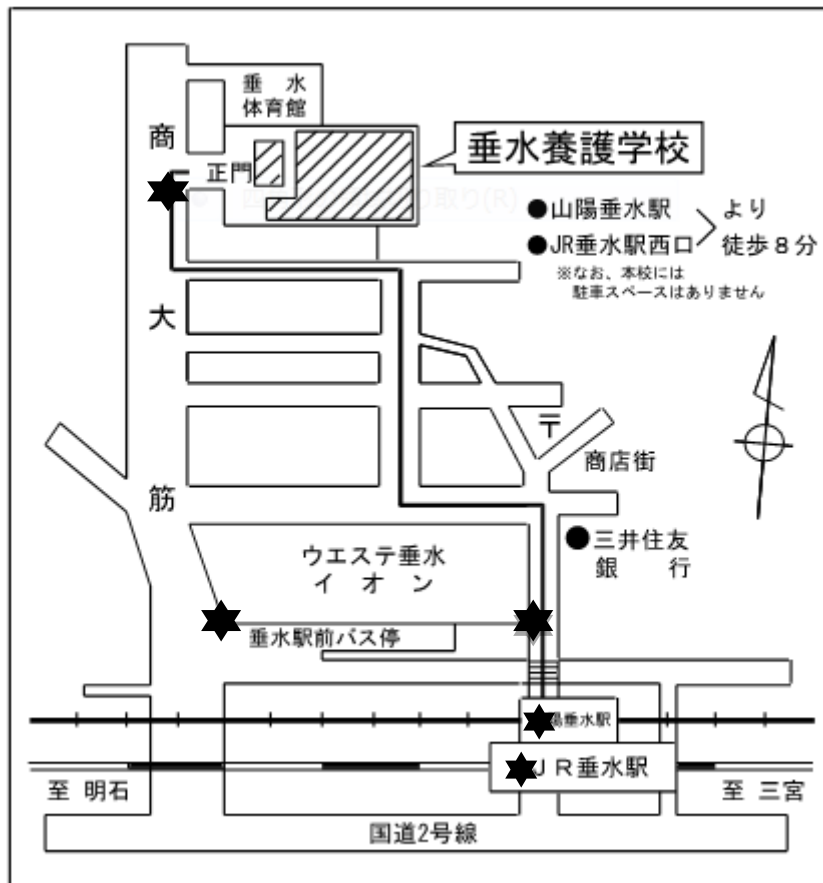 垂水
体育館
商
大
筋
正門
垂水養護学校
●山陽垂水駅
●JR垂水駅西口
より
徒歩8分
※なお、本校には
駐車スペースはありません
〒
商店街
●三井住友
銀行
ウエステ垂水
イオン
垂水駅前バス停
陽垂水駅
JR垂水駅
至 明石
至 三宮
国道2号線